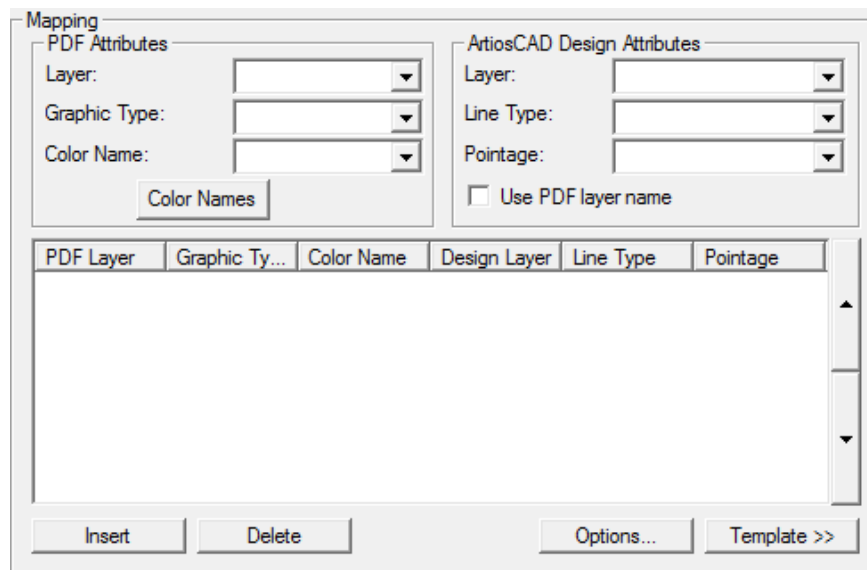 Mapping
PDF Attributes
Layer:
Graphic Type:
Color Name:
Color Names
ArtiosCAD Design Attributes
Layer:
Line Type:
Pointage:
Use PDF layer name
PDF Layer Graphic Ty... Color Name Design Layer Line Type Pointage
Insert Delete Options... Template >>